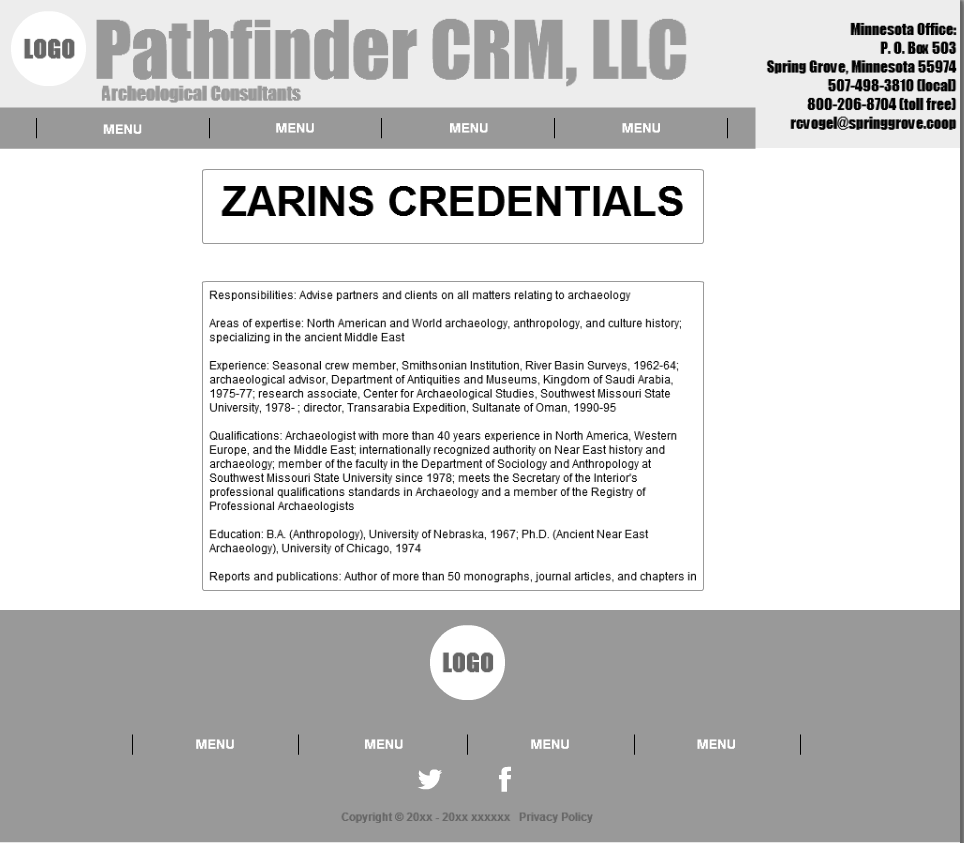 LOGO
Pathfinder CRM, LLC
Archeological Consultants
Minnesota Office:
P. O. Box 503
Spring Grove, Minnesota 55974
507-498-3810 (local)
800-206-8704 (toll free)
rcvogel@springgrove.coop
MENU MENU MENU MENU
ZARINS CREDENTIALS
Responsibilities: Advise partners and clients on all matters relating to archaeology
Areas of expertise: North American and World archaeology, anthropology, and culture history;
specializing in the ancient Middle East
Experience: Seasonal crew member, Smithsonian Institution, River Basin Surveys, 1962-64;
archaeological advisor, Department of Antiquities and Museums, Kingdom of Saudi Arabia,
1975-77; research associate, Center for Archaeological Studies, Southwest Missouri State
University, 1978- ; director, Transarabia Expedition, Sultanate of Oman, 1990-95
Qualifications: Archaeologist with more than 40 years experience in North America, Western
Europe, and the Middle East; internationally recognized authority on Near East history and
archaeology; member of the faculty in the Department of Sociology and Anthropology at
Southwest Missouri State University since 1978; meets the Secretary of the Interior's
professional qualifications standards in Archaeology and a member of the Registry of
Professional Archaeologists
Education: B.A. (Anthropology), University of Nebraska, 1967; Ph.D. (Ancient Near East
Archaeology), University of Chicago, 1974
Reports and publications: Author of more than 50 monographs, journal articles, and chapters in
LOGO
MENU MENU MENU MENU
Copyright © 20xx - 20xx xxxxxx Privacy Policy